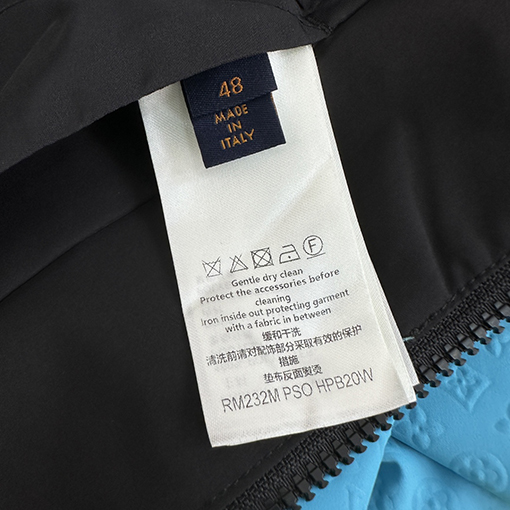 48
MADE
IN
ITALY
F
Gentle dry clean
Protect the accessories before
cleaning
Iron inside out protecting garment
with a fabric in between
缓和干洗
清洗前请对配饰部分采取有效的保护
措施
垫布反面熨烫
RM232M PSO HPB20W